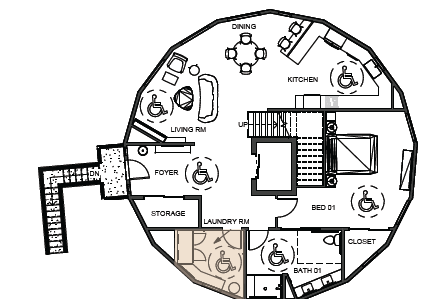 DINING
KITCHEN
LIVING RM
UP
DN
FOYER
STORAGE
LAUNDRY RM
BED 01
CLOSET
BATH 01